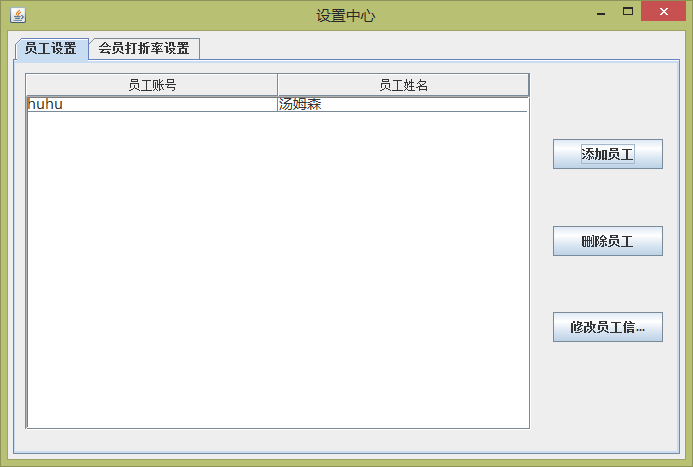 设置中心
员工设置 会员打折率设置
员工账号 员工姓名
huhu 汤姆森
添加员工
删除员工
修改员工信...